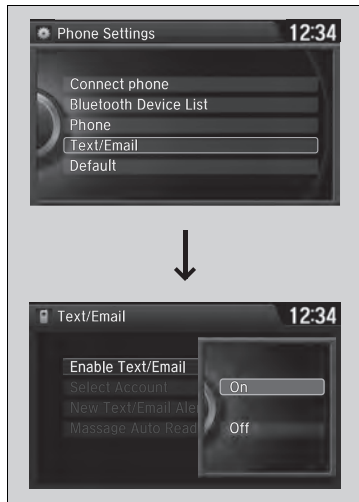 Phone Settings 12:34
Connect phone
Bluetooth Device List
Phone
Text/Email
Default
Text/Email 12:34
Enable Text/Email
Select Account
New Text/Email Ale
Massage Auto Read
On
Off